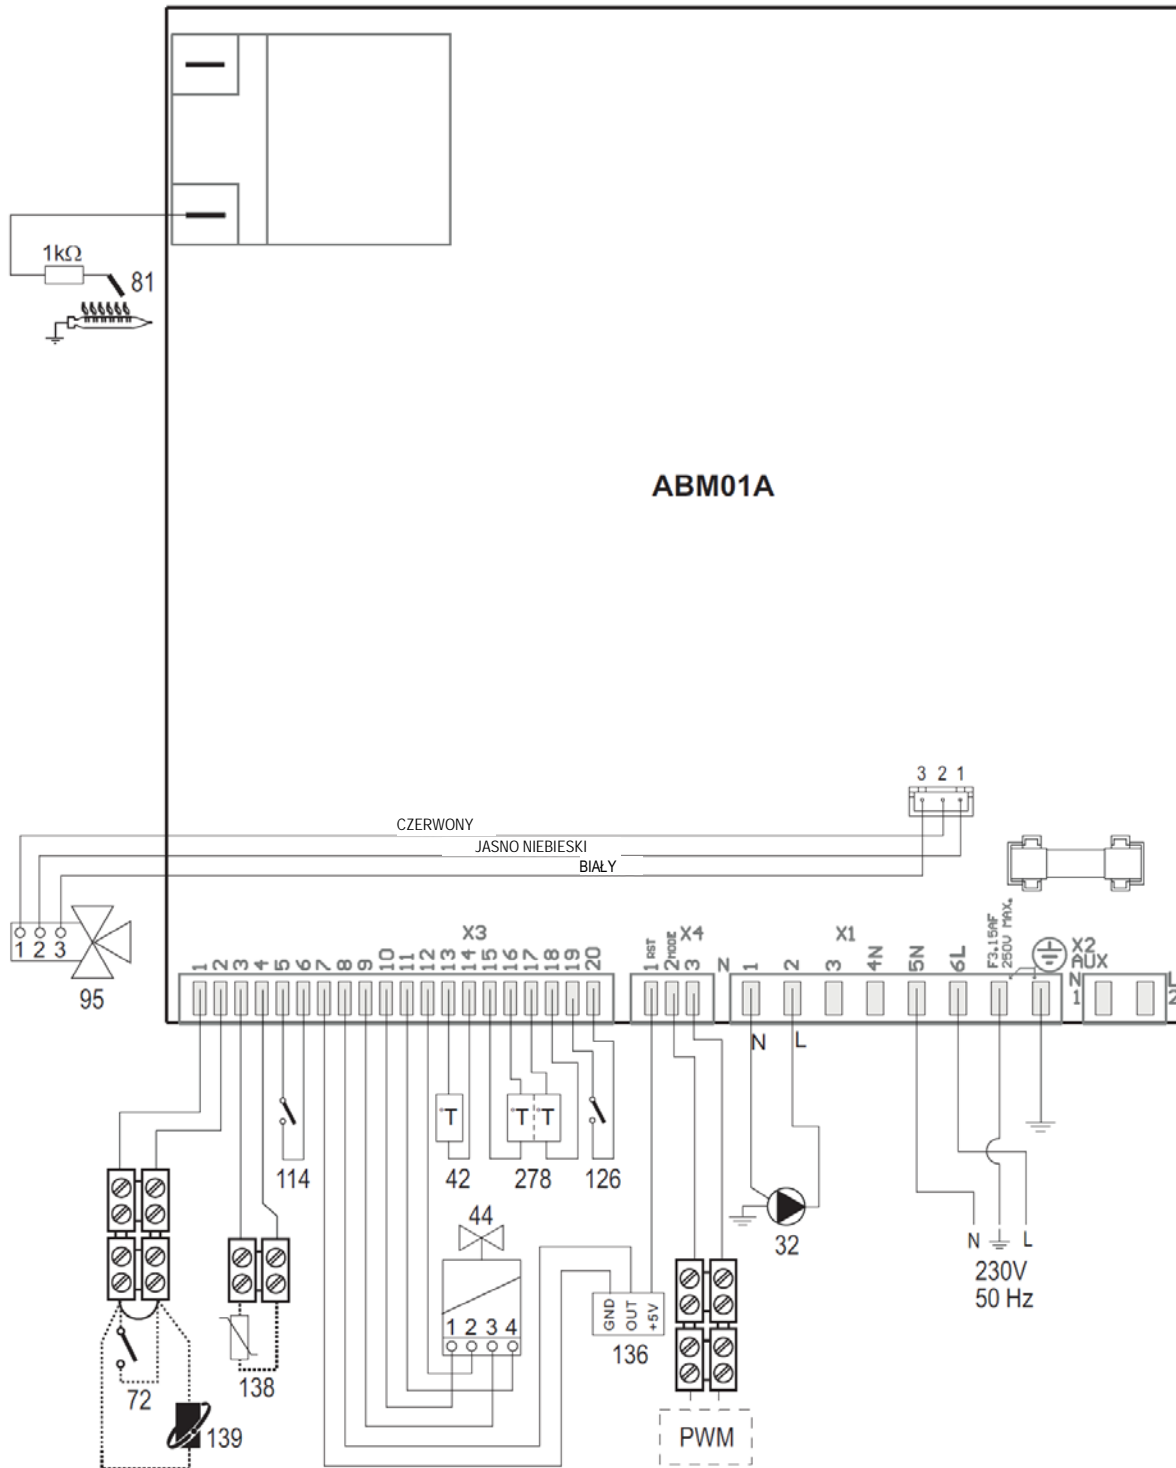 1kΩ
81
ABM01A
3 2 1
CZERWONY
JASNO NIEBIESKI
BIAŁY
1 2 3
95
X3
1 2 3 4 5 6 7 8 9 10 11 12 13 14 15 16 17 18 19 20
X4
1 RST
2 MODE
3
N
X1
1 2 3 4N 5N 6L
F3.15AF
250V MAX.
X2
AUX
N
1
L
2
N L
°T
°T °T
114 42 278 126
44
32
N L
230V
50 Hz
1 2 3 4
GND
OUT
+5V
136
138
72
139
PWM